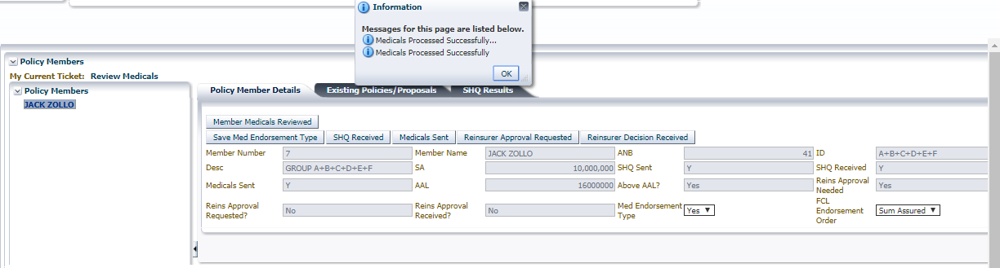 Information
Messages for this page are listed below.
Medicals Processed Successfully...
Medicals Processed Successfully
OK
Policy Members
My Current Ticket: Review Medicals
Policy Members
JACK ZOLLO
Policy Member Details Existing Policies/Proposals SHQ Results
Member Medicals Reviewed
Save Med Endorsement Type SHQ Received Medicals Sent Reinsurer Approval Requested Reinsurer Decision Received
Member Number 7 Member Name JACK ZOLLO ANB 41 ID A+B+C+D+E+F
Desc GROUP A+B+C+D+E+F SA 10,000,000 SHQ Sent Y SHQ Received Y
Medicals Sent Y AAL 16000000 Above AAL? Yes Reins Approval Needed Yes
Reins Approval Requested? No Reins Approval Received? No Med Endorsement Type Yes FCL Endorsement Order Sum Assured